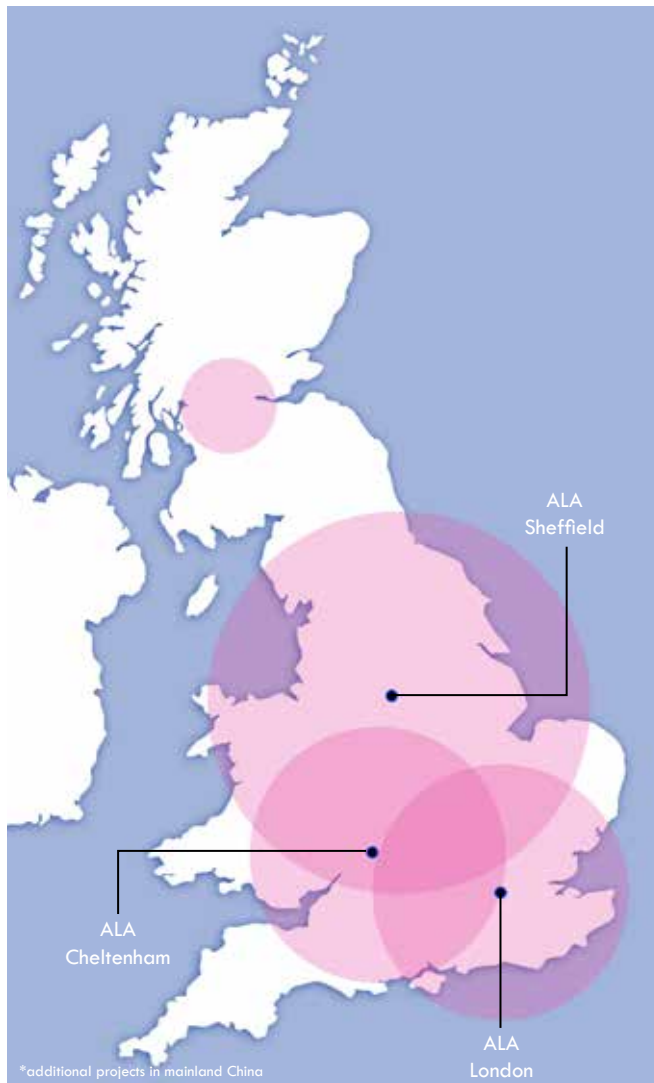 ALA
Sheffield
ALA
Cheltenham
ALA
London
*additional projects in mainland China